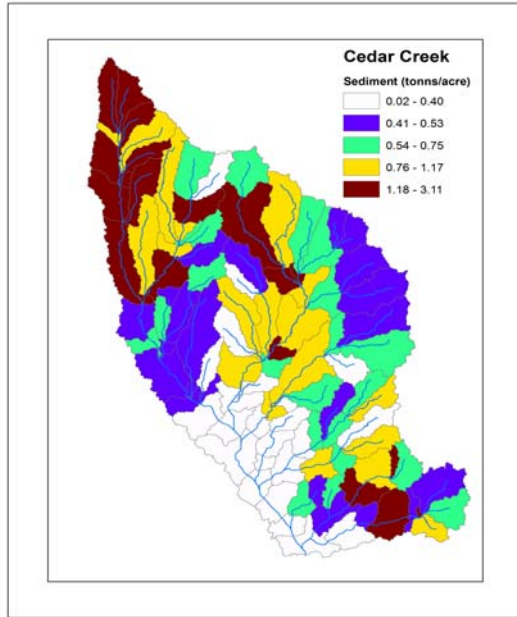 Cedar Creek
Sediment (tonns/acre)
0.02 - 0.40
0.41 - 0.53
0.54 - 0.75
0.76 - 1.17
1.18 - 3.11